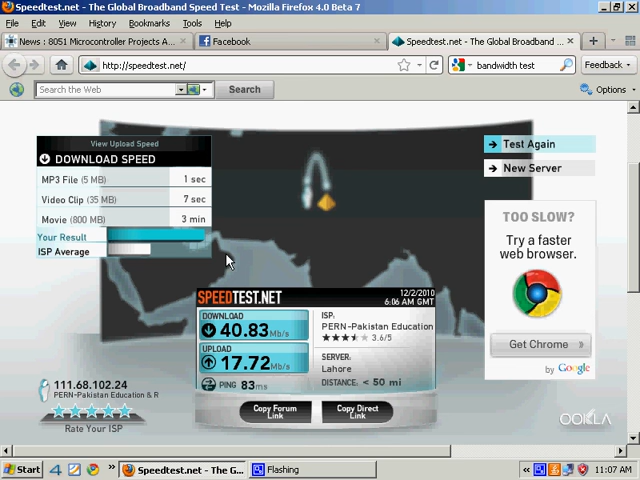 Speedtest.net - The Global Broadband Speed Test - Mozilla Firefox 4.0 Beta 7
File Edit View History Bookmarks Tools Help
News : 8051 Microcontroller Projects A...
Facebook
Speedtest.net - The Global Broadband ...
http://speedtest.net/
bandwidth test
Feedback
Search the Web
Search
Options
View Upload Speed
DOWNLOAD SPEED
MP3 File (5 MB) 1 sec
Video Clip (35 MB) 7 sec
Movie (800 MB) 3 min
Your Result
ISP Average
Test Again
New Server
TOO SLOW?
Try a faster
web browser.
Get Chrome »
by Google
SPEEDTEST.NET
12/2/2010
6:06 AM GMT
DOWNLOAD
40.83 Mb/s
UPLOAD
17.72 Mb/s
PING 83 ms
ISP:
PERN-Pakistan Education
3.6/5
SERVER:
Lahore
DISTANCE: < 50 mi
Copy Forum
Link
Copy Direct
Link
111.68.102.24
PERN-Pakistan Education & R
Rate Your ISP
OOKLA
Start
Speedtest.net - The G...
Flashing
11:07 AM